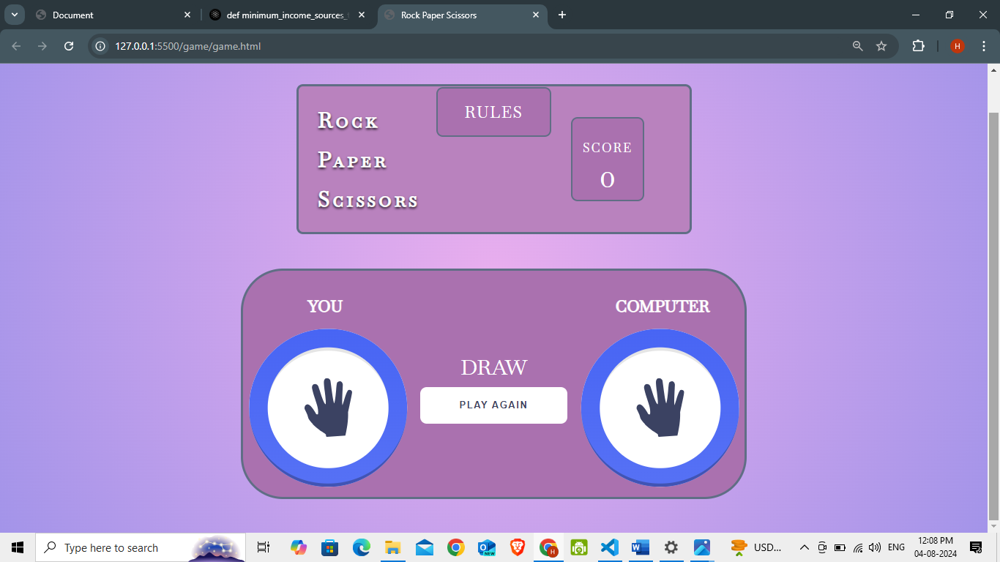 Document
def minimum_income_sources_
Rock Paper Scissors
127.0.0.1:5500/game/game.html
H
Rock
Paper
Scissors
RULES
SCORE
0
YOU
COMPUTER
DRAW
PLAY AGAIN
Type here to search
NEW
H
USD...
ENG
12:08 PM
04-08-2024